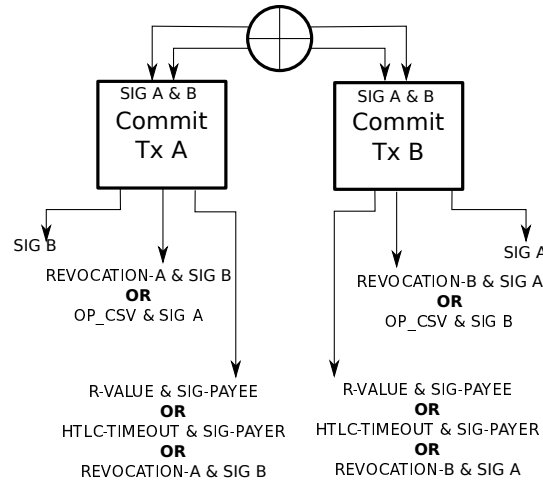 SIG A & B
Commit
Tx A
SIG A & B
Commit
Tx B
SIG B
REVOCATION-A & SIG B
OR
OP_CSV & SIG A
SIG A
REVOCATION-B & SIG A
OR
OP_CSV & SIG B
R-VALUE & SIG-PAYEE
OR
HTLC-TIMEOUT & SIG-PAYER
OR
REVOCATION-A & SIG B
R-VALUE & SIG-PAYEE
OR
HTLC-TIMEOUT & SIG-PAYER
OR
REVOCATION-B & SIG A